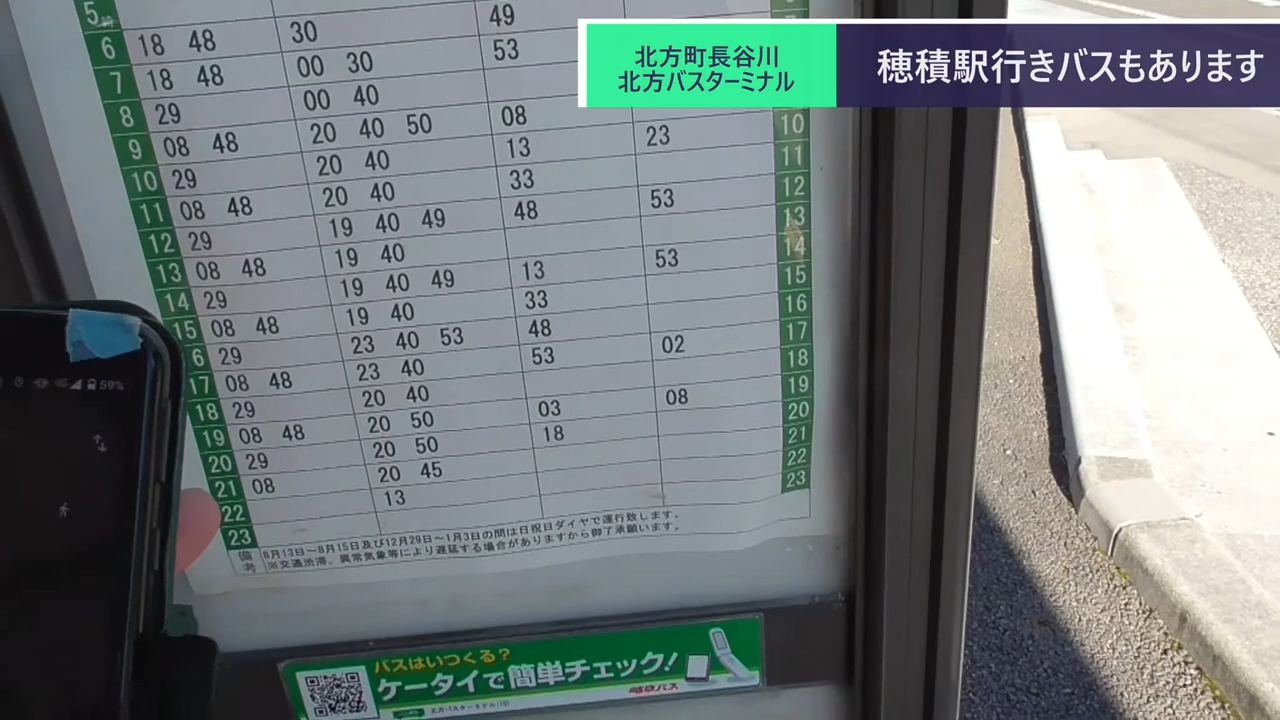 北方町長谷川
北方バスターミナル
穂積駅行きバスもあります
5時
6 18 48 30 49
7 18 48 00 30 53
8 29 00 40
9 08 48 20 40 50 08
10 29 20 40 13 23 10
11 08 48 20 40 33 11
12 29 19 40 49 48 53 12
13 08 48 19 40 13
14 29 19 40 49 13 53 14
15 08 48 19 40 33 15
6 29 23 40 53 48 16
17 08 48 23 40 53 02 17
18 29 20 40 18
19 08 48 20 50 03 08 19
20 29 20 50 18 20
21 08 20 45 21
22 13 22
23 23
備考
8月13日~8月15日及び12月29日~1月3日の間は日祝日ダイヤで運行致します。
※交通渋滞、異常気象等により遅延する場合がありますから御了承願います。
59%
バスはいつくる?
ケータイで簡単チェック!
岐阜バス